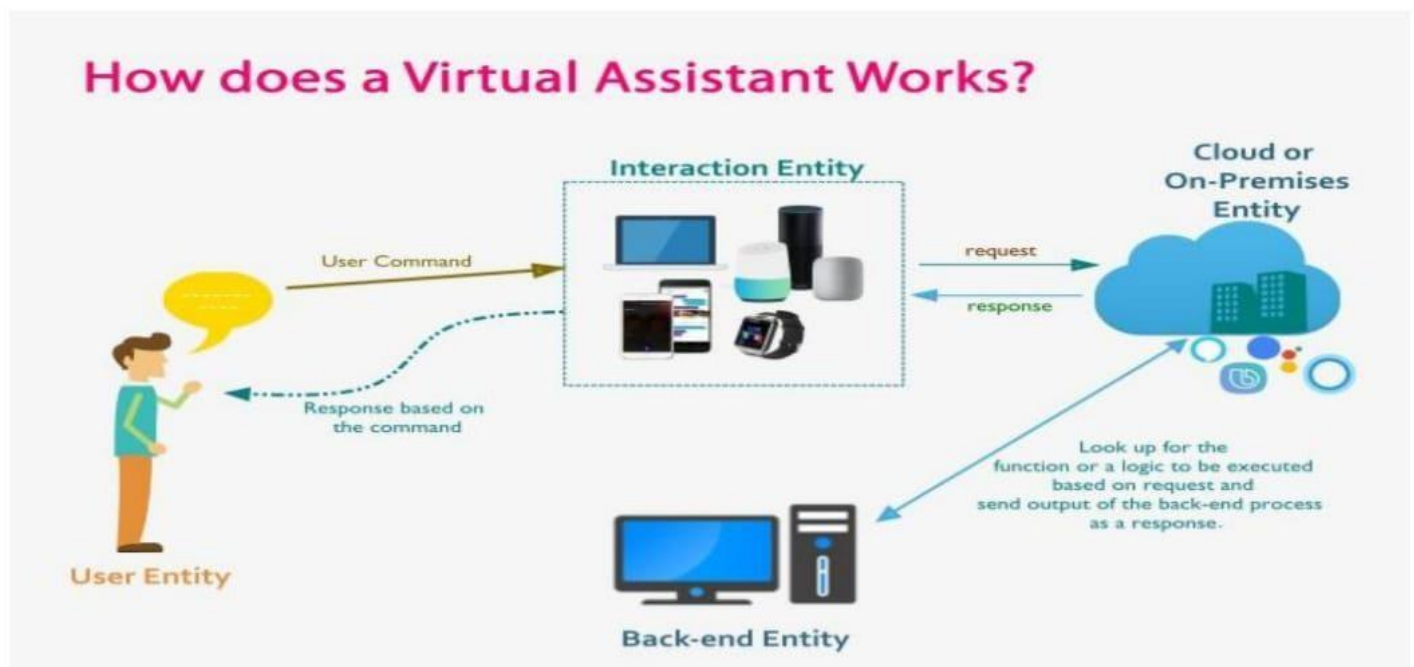 How does a Virtual Assistant Works?
Interaction Entity
Cloud or
On-Premises
Entity
User Command
request
response
Response based on
the command
Look up for the
function or a logic to be executed
based on request and
send output of the back-end process
as a response.
User Entity
Back-end Entity